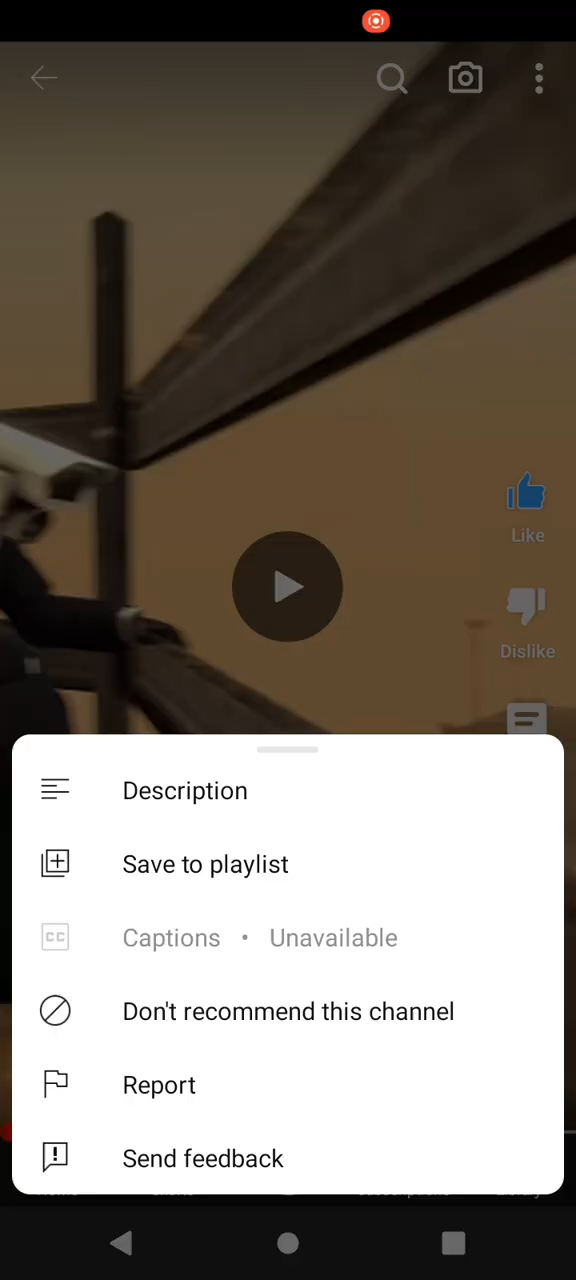 Like
Dislike
Description
Save to playlist
Captions • Unavailable
Don't recommend this channel
Report
Send feedback